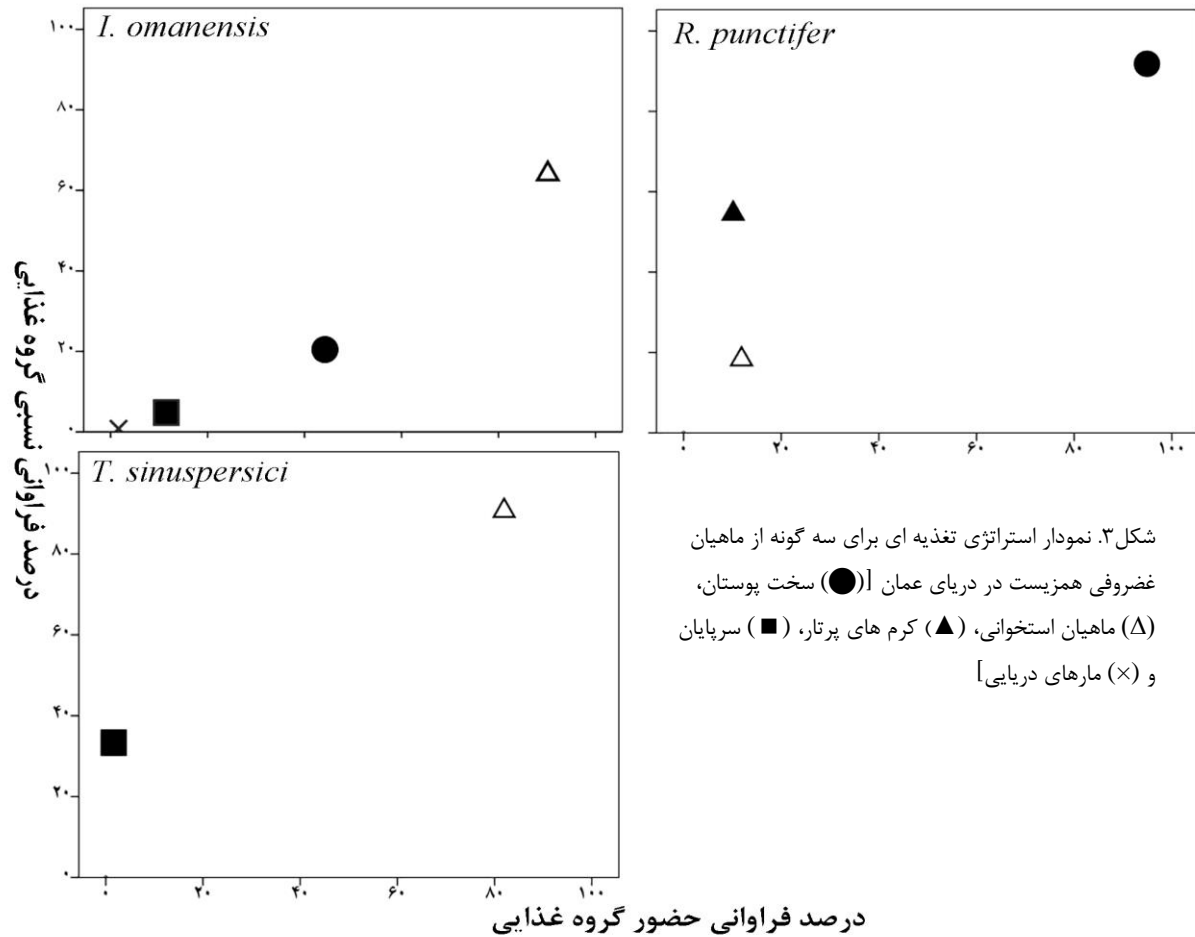 I. omanensis
۱۰۰
۸۰
۶۰
۴۰
۲۰
۰
R. punctifer
۰ ۲۰ ۴۰ ۶۰ ۸۰ ۱۰۰
درصد فراوانی نسبی گروه غذایی
T. sinuspersici
۱۰۰
۸۰
۶۰
۴۰
۲۰
۰
۰ ۲۰ ۴۰ ۶۰ ۸۰ ۱۰۰
درصد فراوانی حضور گروه غذایی
شکل۳. نمودار استراتژی تغذیه ای برای سه گونه از ماهیان
غضروفی همزیست در دریای عمان [(●) سخت پوستان،
(Δ) ماهیان استخوانی، (▲) کرم های پرتار، (■) سرپایان
و (×) مارهای دریایی]